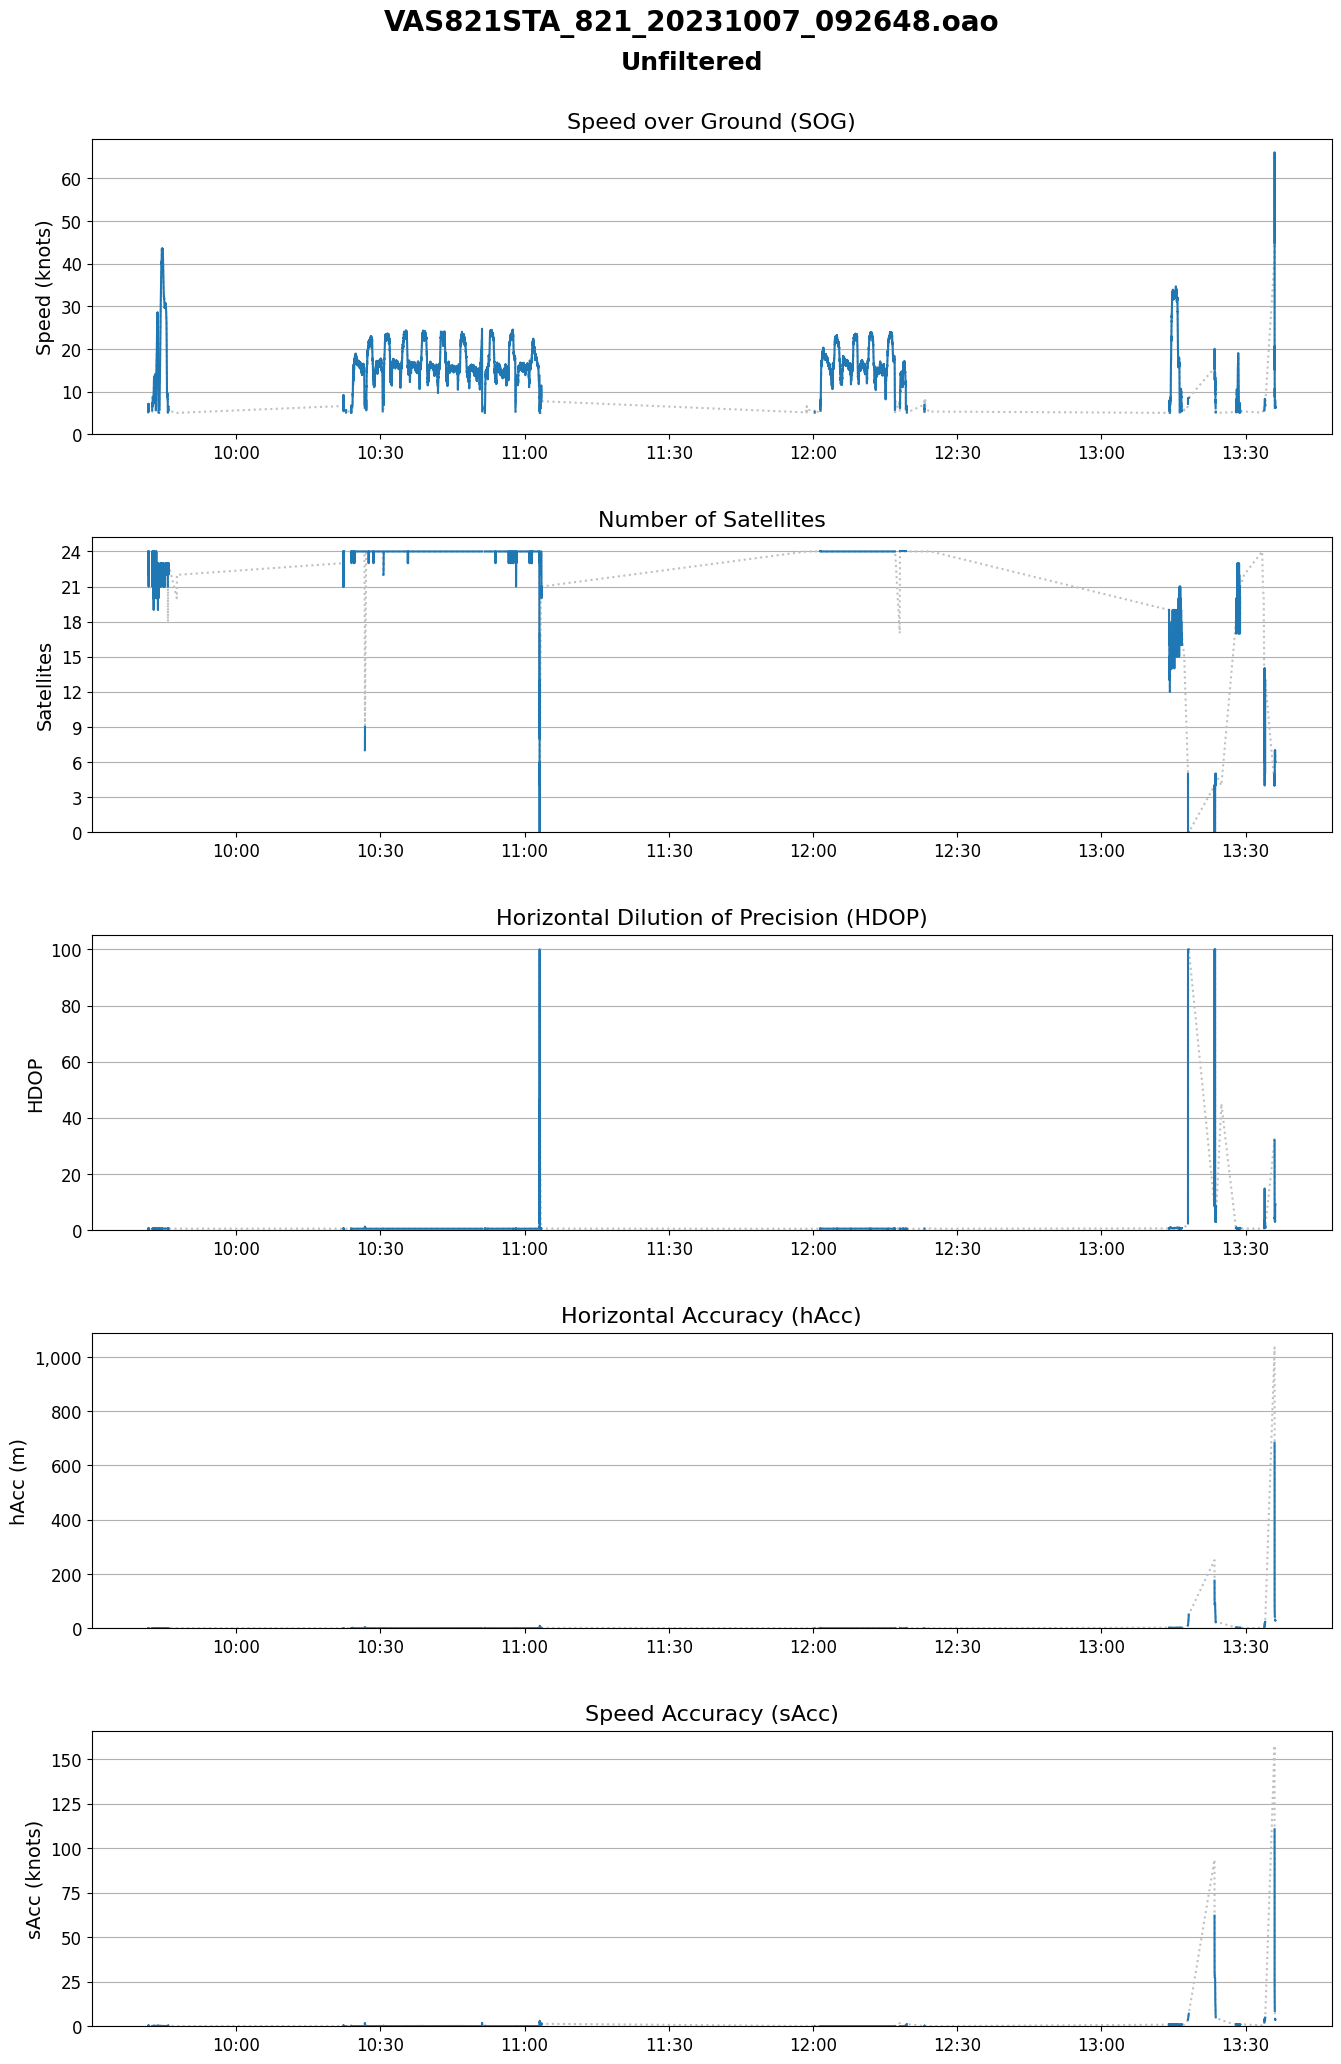 VAS821STA_821_20231007_092648.oao
Unfiltered
Speed over Ground (SOG)
Speed (knots)
60
50
40
30
20
10
0
10:00 10:30 11:00 11:30 12:00 12:30 13:00 13:30
Number of Satellites
Satellites
24
21
18
15
12
9
6
3
0
10:00 10:30 11:00 11:30 12:00 12:30 13:00 13:30
Horizontal Dilution of Precision (HDOP)
HDOP
100
80
60
40
20
0
10:00 10:30 11:00 11:30 12:00 12:30 13:00 13:30
Horizontal Accuracy (hAcc)
hAcc (m)
1,000
800
600
400
200
0
10:00 10:30 11:00 11:30 12:00 12:30 13:00 13:30
Speed Accuracy (sAcc)
sAcc (knots)
150
125
100
75
50
25
0
10:00 10:30 11:00 11:30 12:00 12:30 13:00 13:30